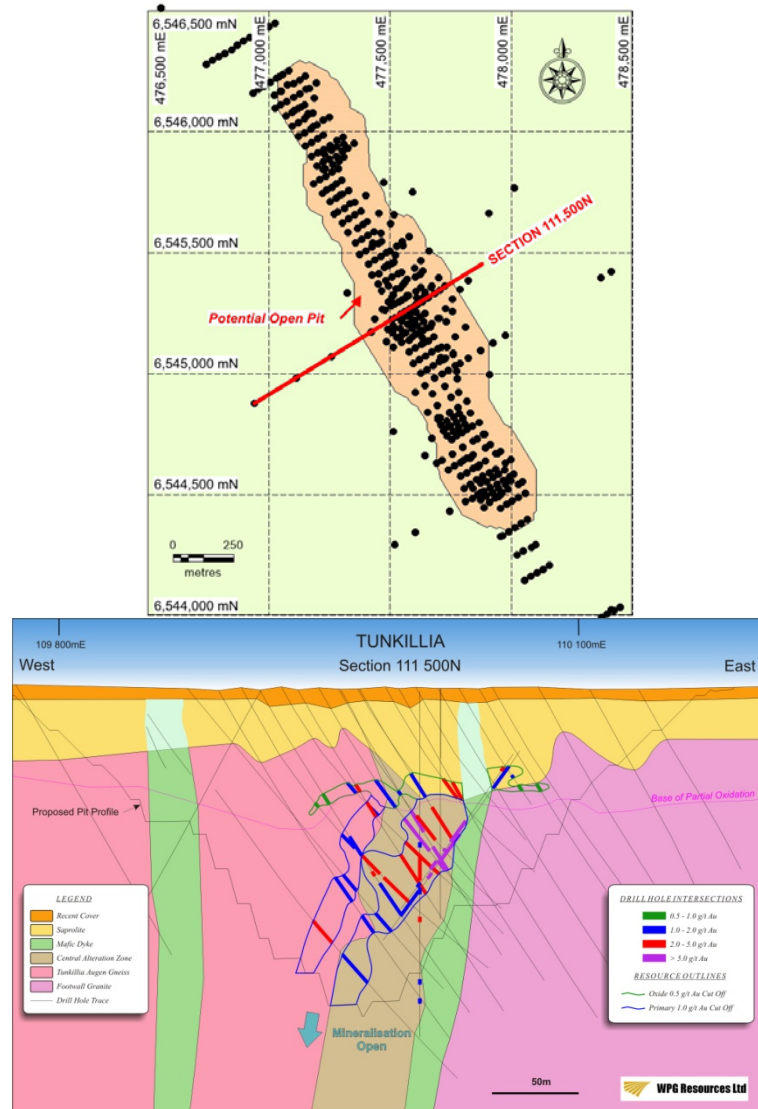 6,546,500 mN
476,500 mE
477,000 mE
477,500 mE
478,000 mE
478,500 mE
6,546,000 mN
6,545,500 mN
SECTION 111,500N
Potential Open Pit
6,545,000 mN
6,544,500 mN
0 250
metres
6,544,000 mN
109 800mE
TUNKILLIA
110 100mE
West
Section 111 500N
East
Proposed Pit Profile
Base of Partial Oxidation
LEGEND
Recent Cover
Saprolite
Mafic Dyke
Central Alteration Zone
Tunkillia Augen Gneiss
Footwall Granite
Drill Hole Trace
DRILL HOLE INTERSECTIONS
0.5 - 1.0 g/t Au
1.0 - 2.0 g/t Au
2.0 - 5.0 g/t Au
> 5.0 g/t Au
RESOURCE OUTLINES
Oxide 0.5 g/t Au Cut Off
Primary 1.0 g/t Au Cut Off
Mineralisation
Open
50m
WPG Resources Ltd